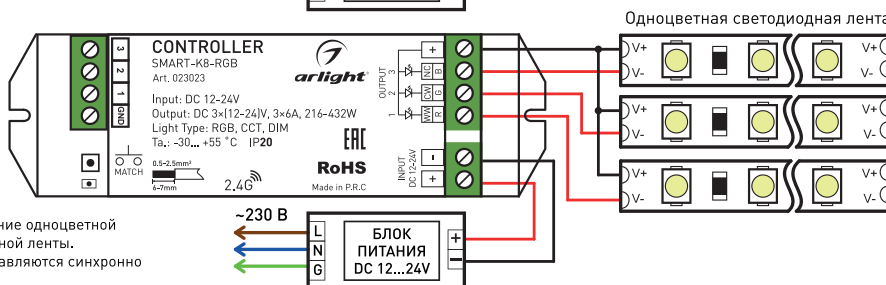 Одноцветная светодиодная лента
CONTROLLER
SMART-K8-RGB
Art. 023023
Input: DC 12-24V
Output: DC 3×(12-24)V, 3×6A, 216-432W
Light Type: RGB, CCT, DIM
Ta.: -30... +55 ˚C IP20
3
2
1
GND
MATCH
0.5-2.5mm²
6-7mm
2.4G
arlight®
EAC
RoHS
Made in P.R.C
OUTPUT
3
2
1
+
NC B
CW G
WW R
INPUT
DC 12-24V
-
+
V+ V+
V- V-
V+ V+
V- V-
V+ V+
V- V-
~230 В
L
N
G
БЛОК
ПИТАНИЯ
DC 12...24V
+
-
ние одноцветной
ной ленты.
авляются синхронно